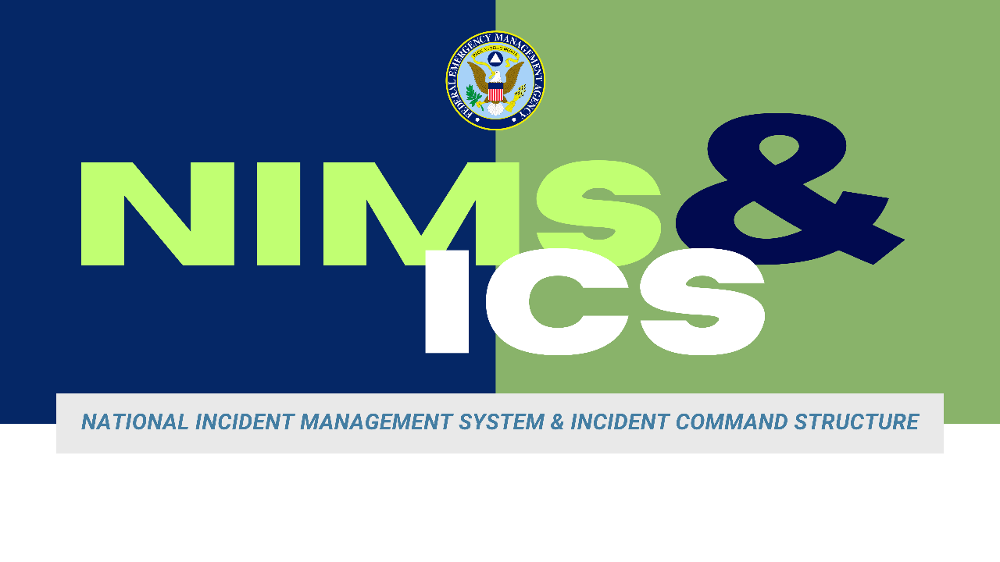 FEDERAL EMERGENCY MANAGEMENT AGENCY
NIMS &
ICS
NATIONAL INCIDENT MANAGEMENT SYSTEM & INCIDENT COMMAND STRUCTURE